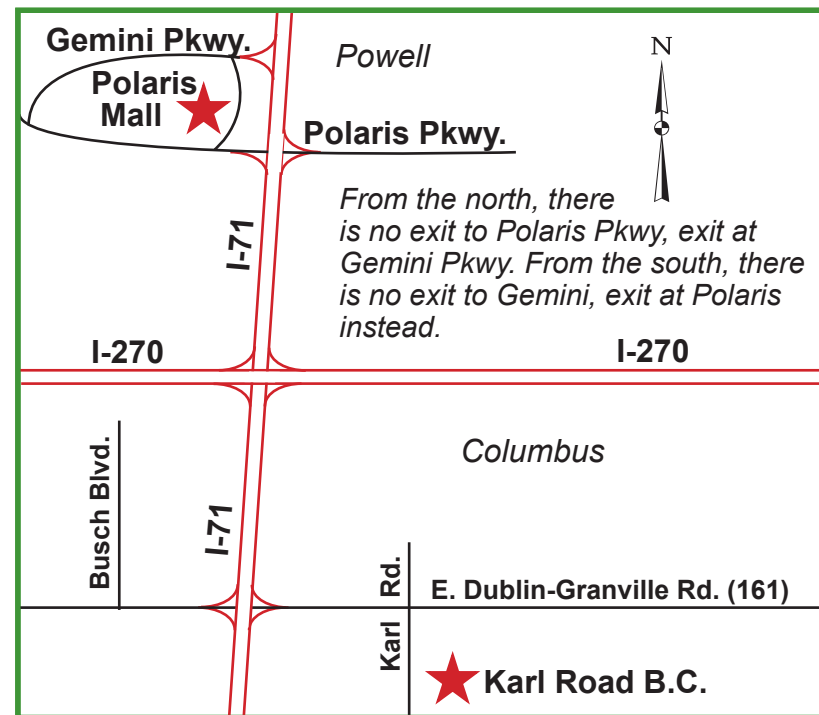 Gemini Pkwy.
Powell
N
Polaris
Mall
Polaris Pkwy.
From the north, there
is no exit to Polaris Pkwy, exit at
Gemini Pkwy. From the south, there
is no exit to Gemini, exit at Polaris
instead.
I-71
I-270
I-270
Columbus
Busch Blvd.
I-71
Karl Rd.
E. Dublin-Granville Rd. (161)
Karl Road B.C.